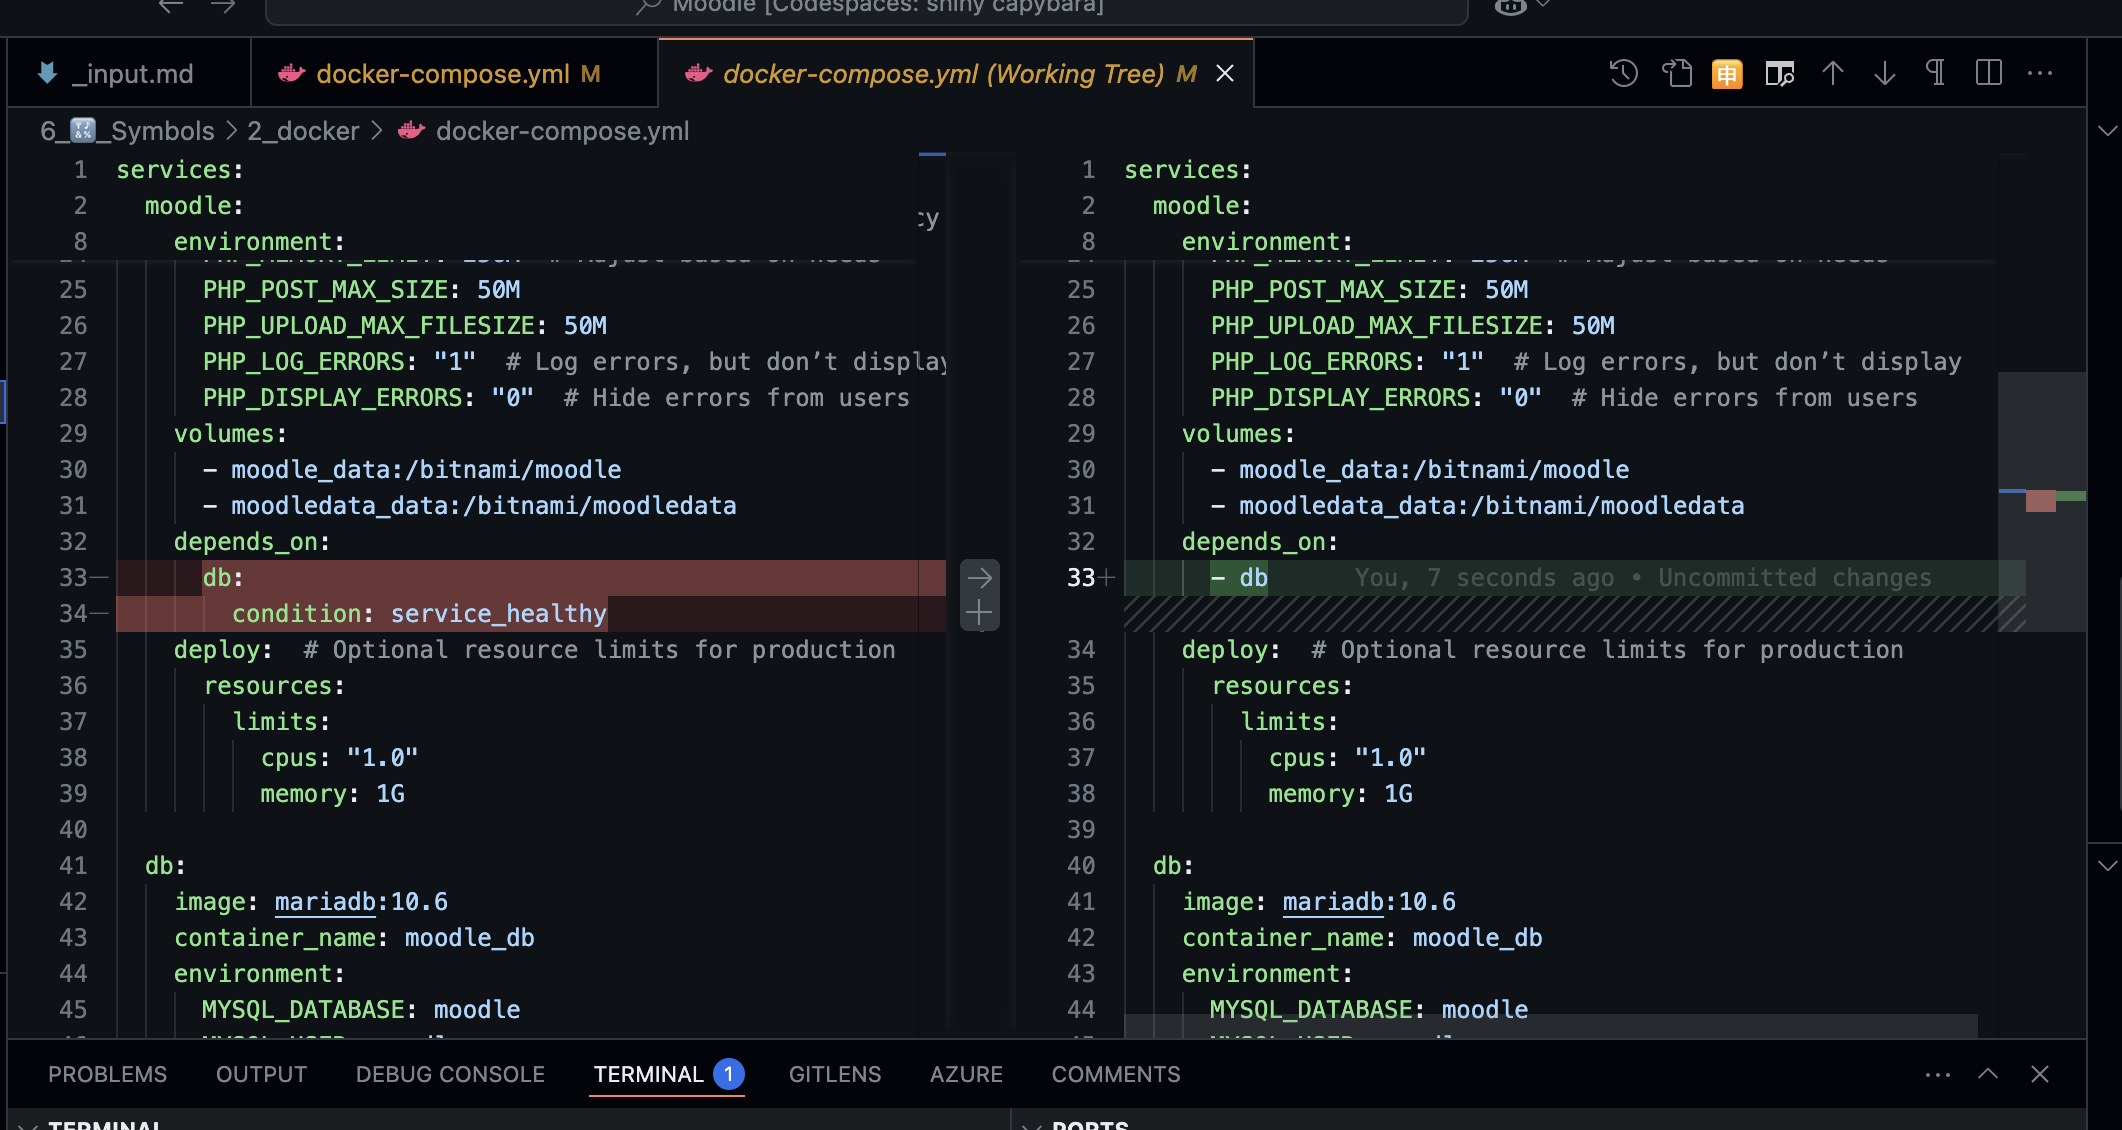 Moodle [Codespaces: shiny capybara]
_input.md
docker-compose.yml M
docker-compose.yml (Working Tree) M
申
6_ _Symbols > 2_docker > docker-compose.yml
1 services:
2 moodle:
cy
8 environment:
25 PHP_POST_MAX_SIZE: 50M
26 PHP_UPLOAD_MAX_FILESIZE: 50M
27 PHP_LOG_ERRORS: "1" # Log errors, but don’t display
28 PHP_DISPLAY_ERRORS: "0" # Hide errors from users
29 volumes:
30 - moodle_data:/bitnami/moodle
31 - moodledata_data:/bitnami/moodledata
32 depends_on:
33— db:
34— condition: service_healthy
35 deploy: # Optional resource limits for production
36 resources:
37 limits:
38 cpus: "1.0"
39 memory: 1G
40
41 db:
42 image: mariadb:10.6
43 container_name: moodle_db
44 environment:
45 MYSQL_DATABASE: moodle
1 services:
2 moodle:
8 environment:
25 PHP_POST_MAX_SIZE: 50M
26 PHP_UPLOAD_MAX_FILESIZE: 50M
27 PHP_LOG_ERRORS: "1" # Log errors, but don’t display
28 PHP_DISPLAY_ERRORS: "0" # Hide errors from users
29 volumes:
30 - moodle_data:/bitnami/moodle
31 - moodledata_data:/bitnami/moodledata
32 depends_on:
33+ - db You, 7 seconds ago • Uncommitted changes
34 deploy: # Optional resource limits for production
35 resources:
36 limits:
37 cpus: "1.0"
38 memory: 1G
39
40 db:
41 image: mariadb:10.6
42 container_name: moodle_db
43 environment:
44 MYSQL_DATABASE: moodle
PROBLEMS OUTPUT DEBUG CONSOLE TERMINAL 1 GITLENS AZURE COMMENTS
TERMINAL
PORTS